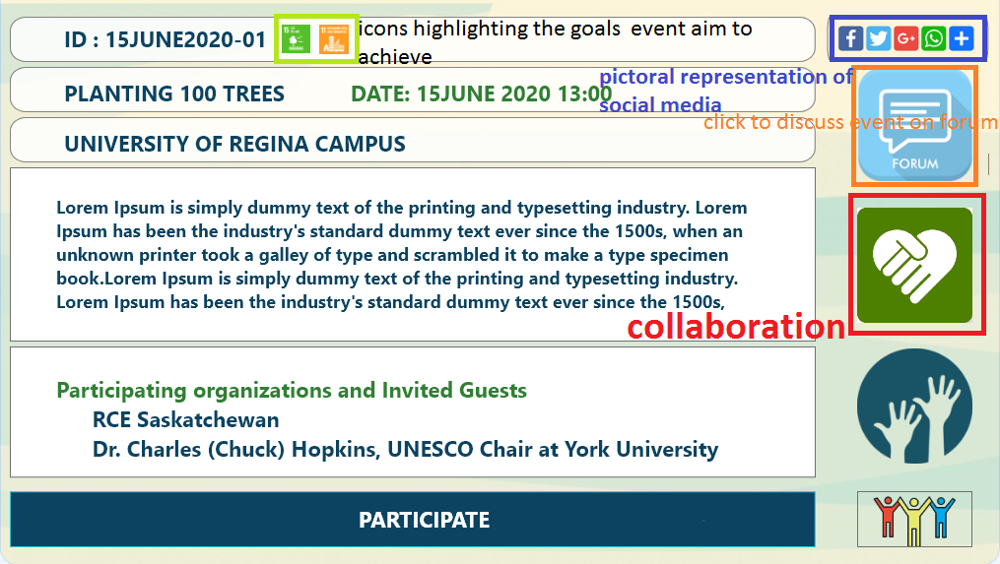 ID : 15JUNE2020-01
icons highlighting the goals event aim to
achieve
PLANTING 100 TREES
DATE: 15JUNE 2020 13:00
pictoral representation of
social media
click to discuss event on forum
FORUM
UNIVERSITY OF REGINA CAMPUS
Lorem Ipsum is simply dummy text of the printing and typesetting industry. Lorem
Ipsum has been the industry's standard dummy text ever since the 1500s, when an
unknown printer took a galley of type and scrambled it to make a type specimen
book.Lorem Ipsum is simply dummy text of the printing and typesetting industry.
Lorem Ipsum has been the industry's standard dummy text ever since the 1500s,
collaboration
Participating organizations and Invited Guests
RCE Saskatchewan
Dr. Charles (Chuck) Hopkins, UNESCO Chair at York University
PARTICIPATE